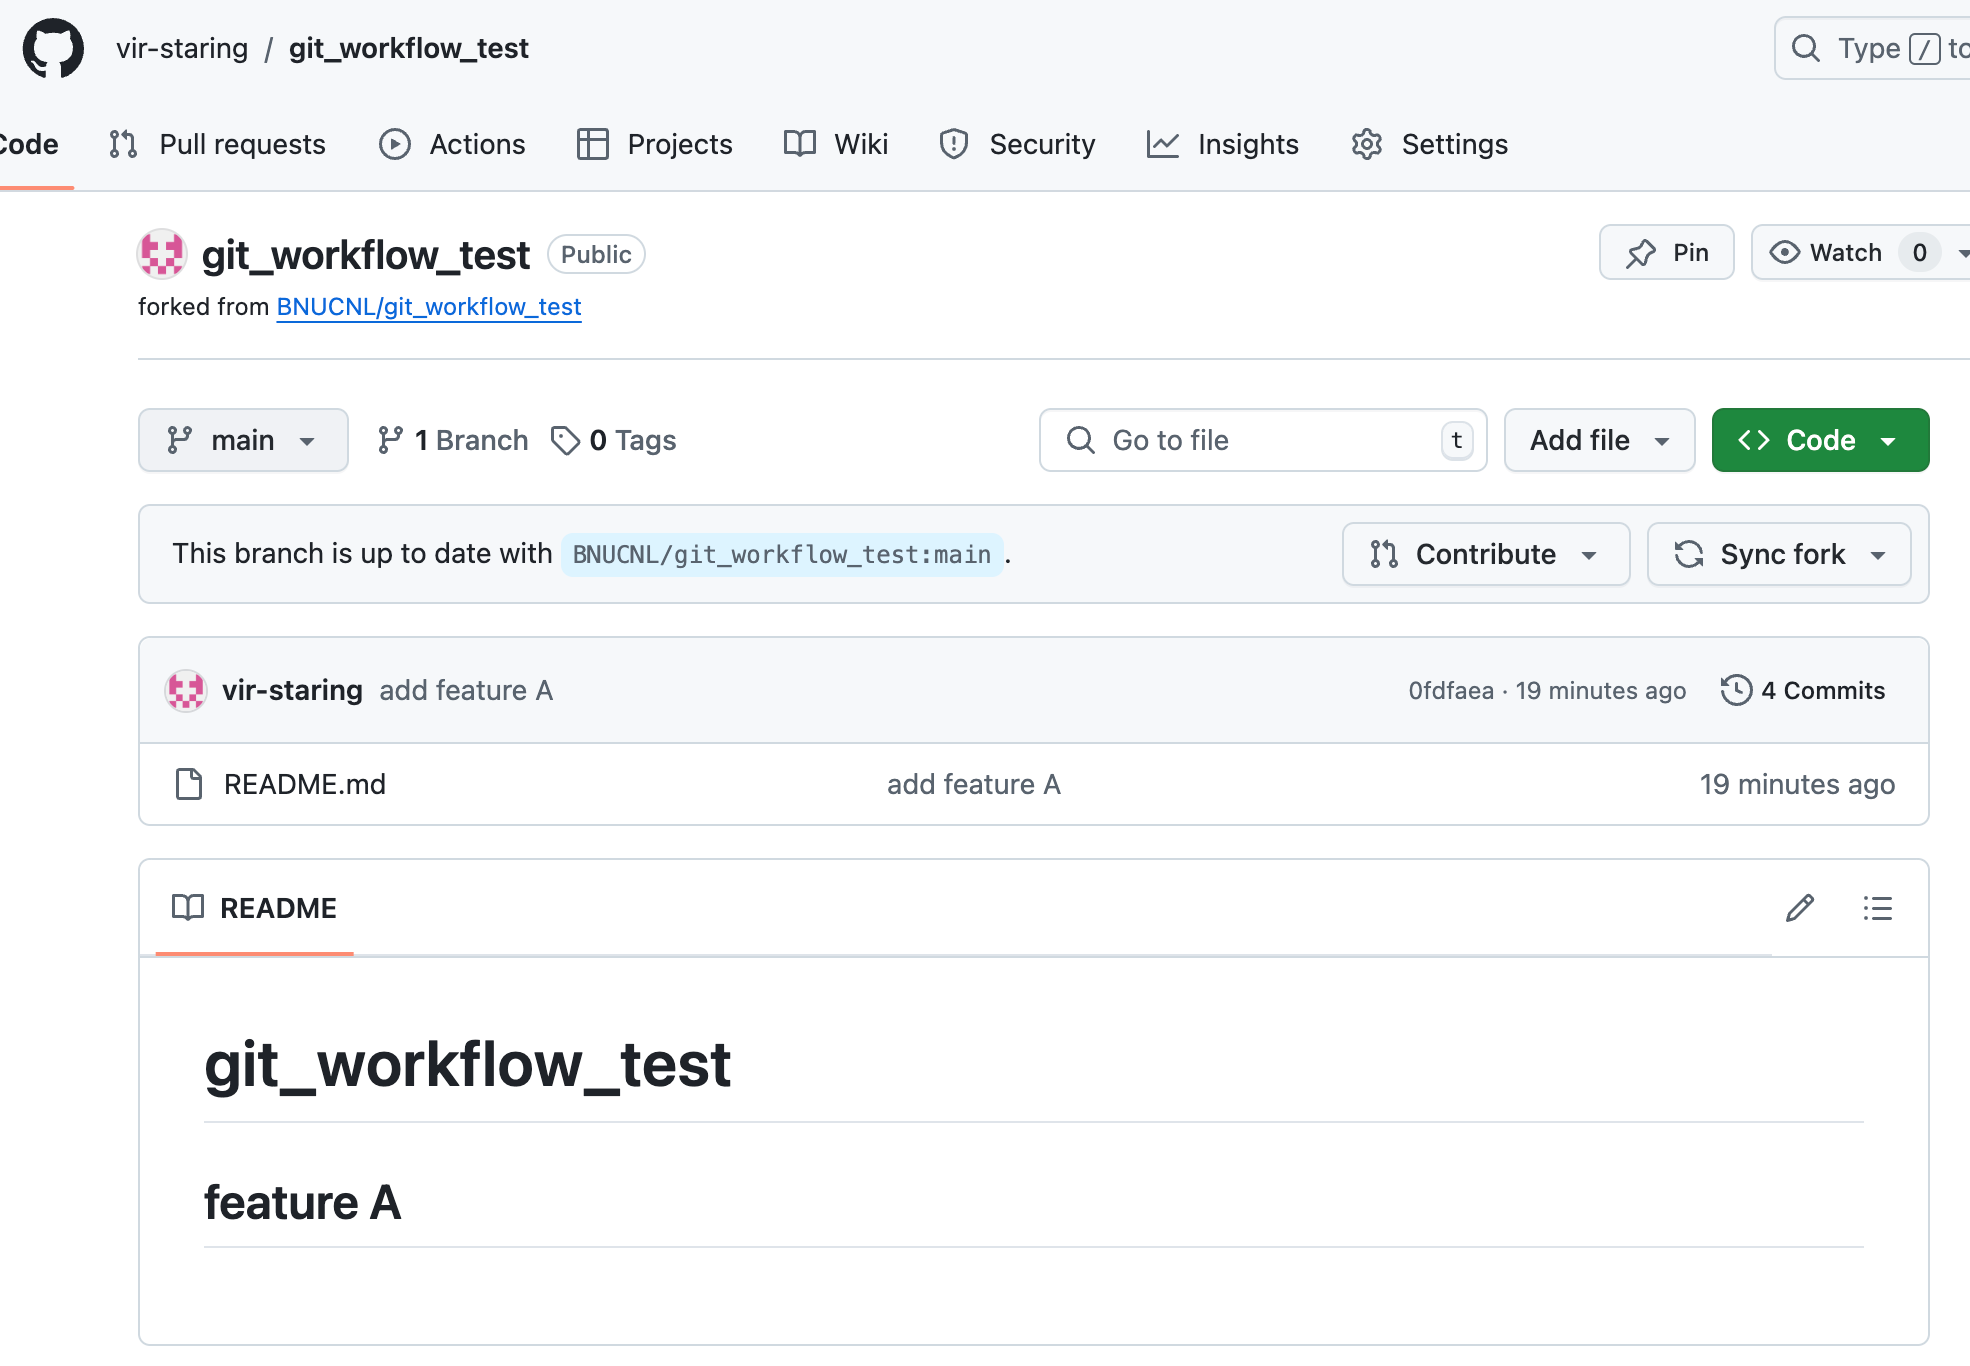 vir-staring / git_workflow_test
Type / to
Code Pull requests Actions Projects Wiki Security Insights Settings
git_workflow_test Public
Pin Watch 0
forked from BNUCNL/git_workflow_test
main 1 Branch 0 Tags Go to file t Add file Code
This branch is up to date with BNUCNL/git_workflow_test:main . Contribute Sync fork
vir-staring add feature A 0fdfaea · 19 minutes ago 4 Commits
README.md add feature A 19 minutes ago
README
git_workflow_test
feature A